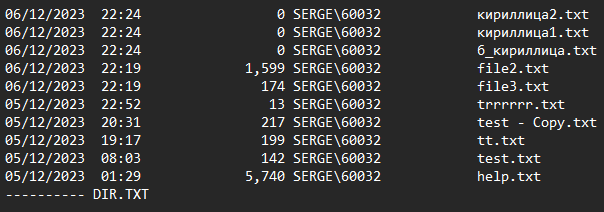 06/12/2023  22:24                 0 SERGE\60032            кириллица2.txt
06/12/2023  22:24                 0 SERGE\60032            кириллица1.txt
06/12/2023  22:24                 0 SERGE\60032            б_кириллица.txt
06/12/2023  22:19             1,599 SERGE\60032            file2.txt
06/12/2023  22:19               174 SERGE\60032            file3.txt
05/12/2023  22:52                13 SERGE\60032            trrrrrr.txt
05/12/2023  20:31               217 SERGE\60032            test - Copy.txt
05/12/2023  19:17               199 SERGE\60032            tt.txt
05/12/2023  08:03               142 SERGE\60032            test.txt
05/12/2023  01:29             5,740 SERGE\60032            help.txt
---------- DIR.TXT